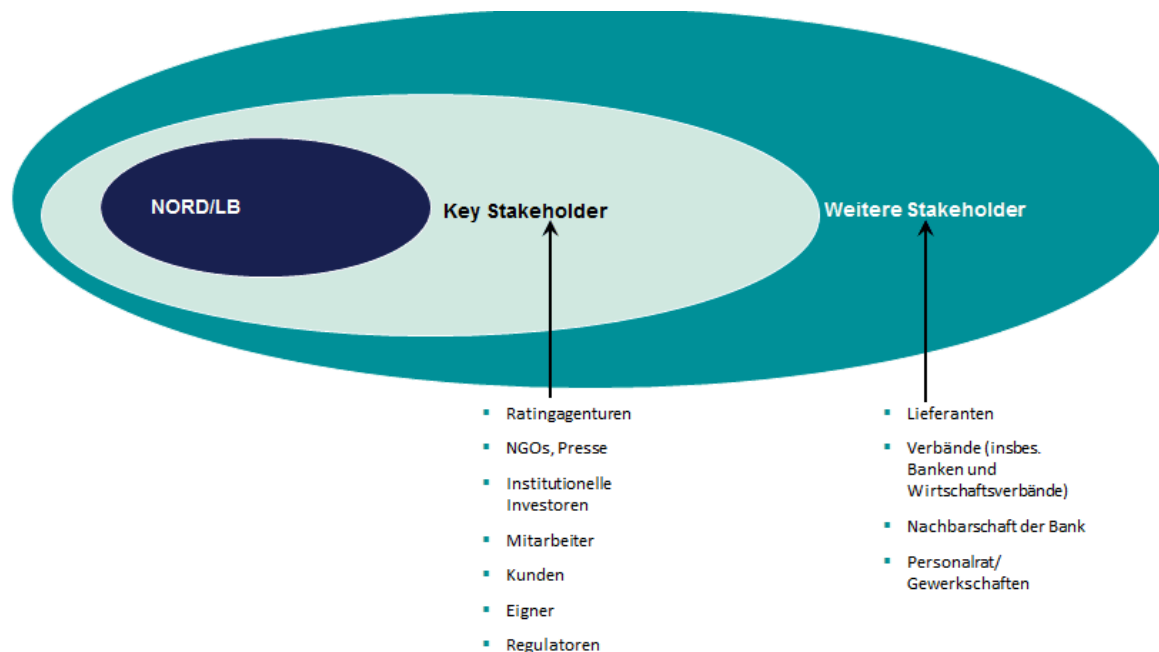 NORD/LB
Key Stakeholder
Weitere Stakeholder
Ratingagenturen
NGOs, Presse
Institutionelle
Investoren
Mitarbeiter
Kunden
Eigner
Regulatoren
Lieferanten
Verbände (insbes.
Banken und
Wirtschaftsverbände)
Nachbarschaft der Bank
Personalrat/
Gewerkschaften